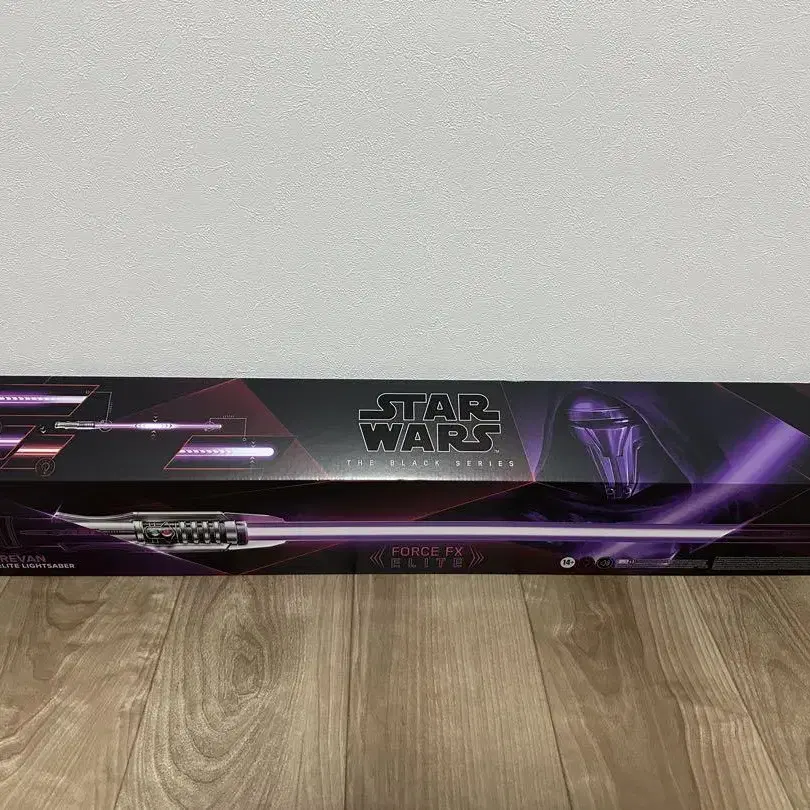 STAR
WARS
THE BLACK SERIES
REVAN
ELITE LIGHTSABER
FORCE FX
ELITE
14+